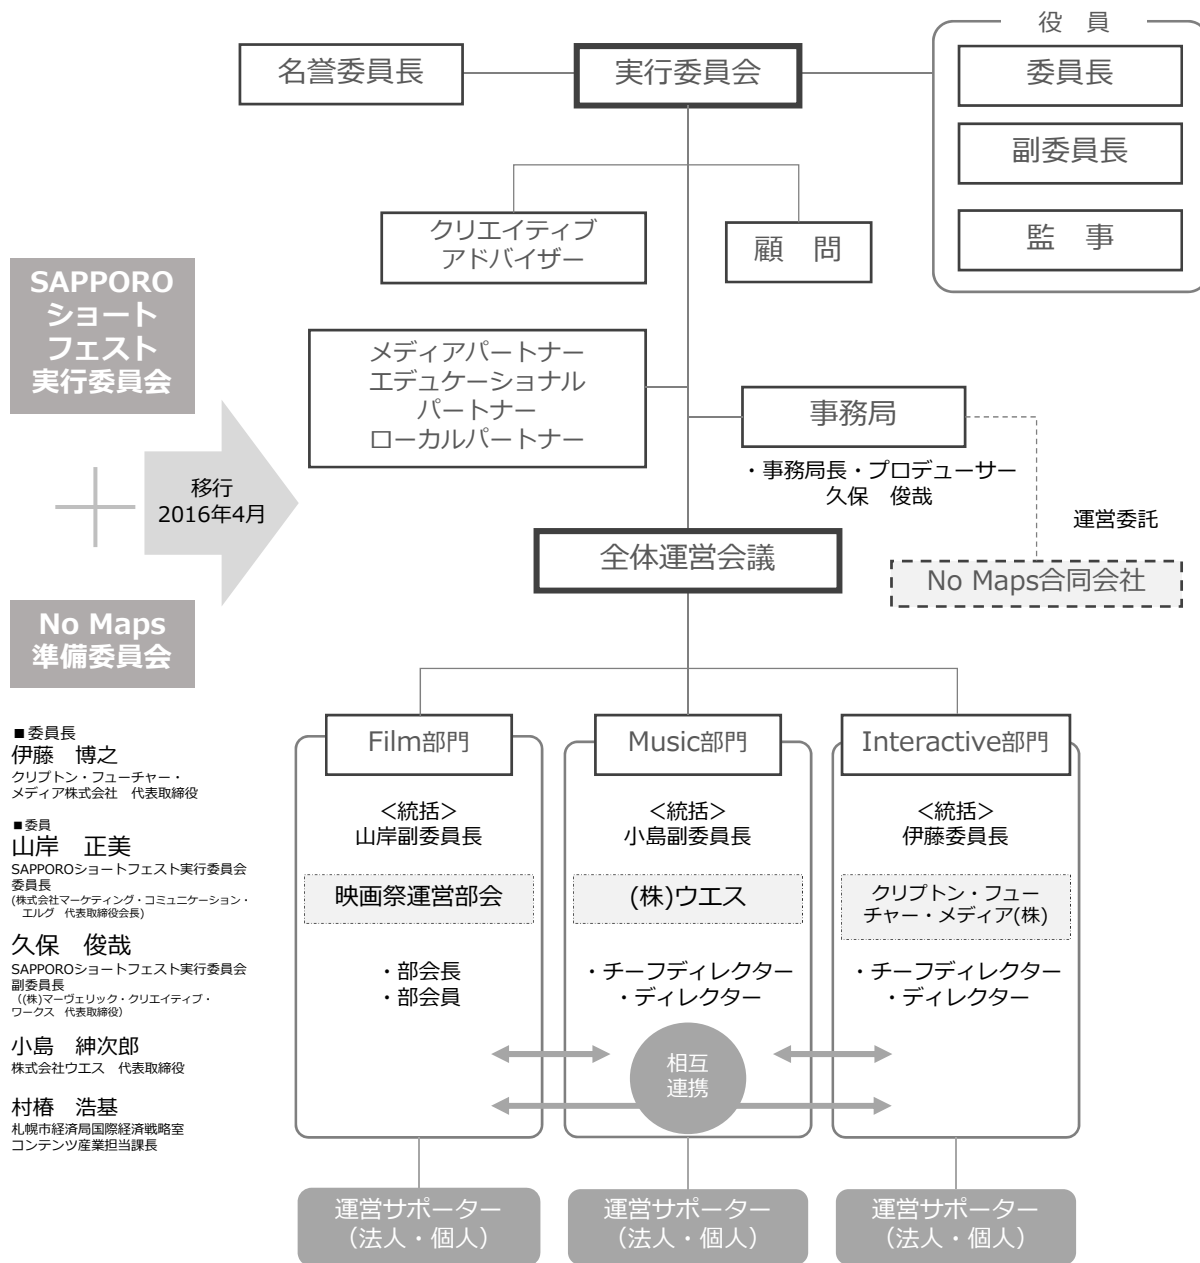 役　員
名誉委員長
実行委員会
委員長
副委員長
監　事
クリエイティブ
アドバイザー
顧　問
SAPPORO
ショート
フェスト
実行委員会
メディアパートナー
エデュケーショナル
パートナー
ローカルパートナー
事務局
・事務局長・プロデューサー
久保　俊哉
移行
2016年4月
運営委託
全体運営会議
No Maps合同会社
No Maps
準備委員会
■委員長
伊藤　博之
クリプトン・フューチャー・
メディア株式会社　代表取締役
■委員
山岸　正美
SAPPOROショートフェスト実行委員会
委員長
(株式会社マーケティング・コミュニケーション・
エルグ　代表取締役会長)
久保　俊哉
SAPPOROショートフェスト実行委員会
副委員長
（(株)マーヴェリック・クリエイティブ・
ワークス　代表取締役）
小島　紳次郎
株式会社ウエス　代表取締役
村椿　浩基
札幌市経済局国際経済戦略室
コンテンツ産業担当課長
Film部門
＜統括＞
山岸副委員長
映画祭運営部会
・部会長
・部会員
Music部門
＜統括＞
小島副委員長
(株)ウエス
・チーフディレクター
・ディレクター
Interactive部門
＜統括＞
伊藤委員長
クリプトン・フュー
チャー・メディア(株)
・チーフディレクター
・ディレクター
相互
連携
運営サポーター
（法人・個人）
運営サポーター
（法人・個人）
運営サポーター
（法人・個人）